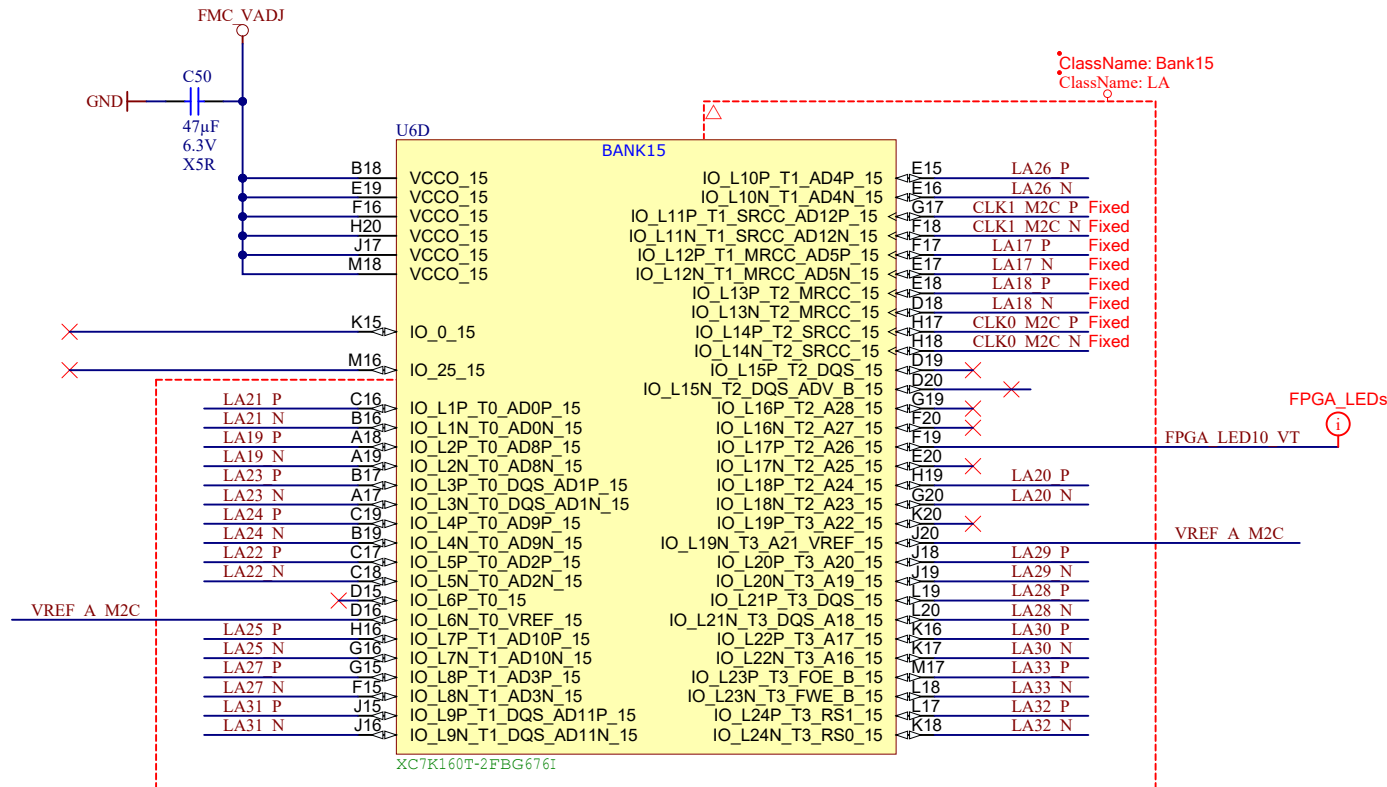 FMC_VADJ
ClassName: Bank15
ClassName: LA
C50
GND
47µF
6.3V
X5R
U6D
BANK15
B18 VCCO_15
E19 VCCO_15
F16 VCCO_15
H20 VCCO_15
J17 VCCO_15
M18 VCCO_15
K15 IO_0_15
M16 IO_25_15
LA21_P C16 IO_L1P_T0_AD0P_15
LA21_N B16 IO_L1N_T0_AD0N_15
LA19_P A18 IO_L2P_T0_AD8P_15
LA19_N A19 IO_L2N_T0_AD8N_15
LA23_P B17 IO_L3P_T0_DQS_AD1P_15
LA23_N A17 IO_L3N_T0_DQS_AD1N_15
LA24_P C19 IO_L4P_T0_AD9P_15
LA24_N B19 IO_L4N_T0_AD9N_15
LA22_P C17 IO_L5P_T0_AD2P_15
LA22_N C18 IO_L5N_T0_AD2N_15
D15 IO_L6P_T0_15
VREF_A_M2C D16 IO_L6N_T0_VREF_15
LA25_P H16 IO_L7P_T1_AD10P_15
LA25_N G16 IO_L7N_T1_AD10N_15
LA27_P G15 IO_L8P_T1_AD3P_15
LA27_N F15 IO_L8N_T1_AD3N_15
LA31_P J15 IO_L9P_T1_DQS_AD11P_15
LA31_N J16 IO_L9N_T1_DQS_AD11N_15
IO_L10P_T1_AD4P_15 E15 LA26_P
IO_L10N_T1_AD4N_15 E16 LA26_N
IO_L11P_T1_SRCC_AD12P_15 G17 CLK1_M2C_P Fixed
IO_L11N_T1_SRCC_AD12N_15 F18 CLK1_M2C_N Fixed
IO_L12P_T1_MRCC_AD5P_15 F17 LA17_P Fixed
IO_L12N_T1_MRCC_AD5N_15 E17 LA17_N Fixed
IO_L13P_T2_MRCC_15 E18 LA18_P Fixed
IO_L13N_T2_MRCC_15 D18 LA18_N Fixed
IO_L14P_T2_SRCC_15 H17 CLK0_M2C_P Fixed
IO_L14N_T2_SRCC_15 H18 CLK0_M2C_N Fixed
IO_L15P_T2_DQS_15 D19
IO_L15N_T2_DQS_ADV_B_15 D20
IO_L16P_T2_A28_15 G19
IO_L16N_T2_A27_15 F20
IO_L17P_T2_A26_15 F19 FPGA_LED10_VT
FPGA_LEDs
i
IO_L17N_T2_A25_15 E20
IO_L18P_T2_A24_15 H19 LA20_P
IO_L18N_T2_A23_15 G20 LA20_N
IO_L19P_T3_A22_15 K20
IO_L19N_T3_A21_VREF_15 J20 VREF_A_M2C
IO_L20P_T3_A20_15 J18 LA29_P
IO_L20N_T3_A19_15 J19 LA29_N
IO_L21P_T3_DQS_15 L19 LA28_P
IO_L21N_T3_DQS_A18_15 L20 LA28_N
IO_L22P_T3_A17_15 K16 LA30_P
IO_L22N_T3_A16_15 K17 LA30_N
IO_L23P_T3_FOE_B_15 M17 LA33_P
IO_L23N_T3_FWE_B_15 L18 LA33_N
IO_L24P_T3_RS1_15 L17 LA32_P
IO_L24N_T3_RS0_15 K18 LA32_N
XC7K160T-2FBG676I